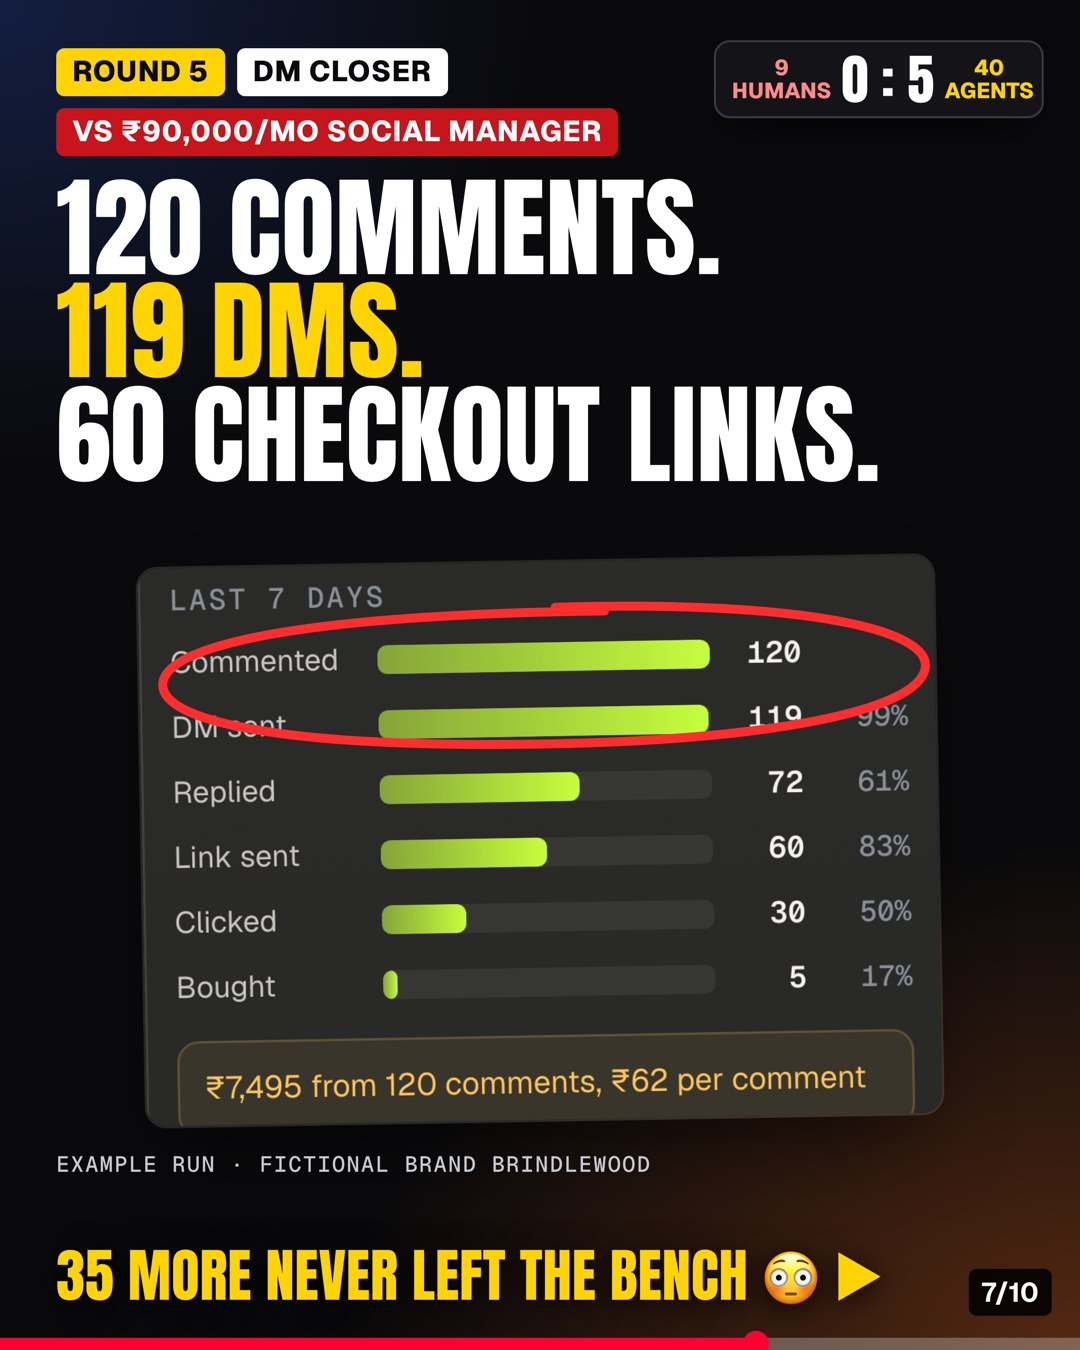 ROUND 5
DM CLOSER
9 HUMANS 0 : 5 40 AGENTS
VS ₹90,000/MO SOCIAL MANAGER
120 COMMENTS.
119 DMS.
60 CHECKOUT LINKS.
LAST 7 DAYS
Commented 120
DM sent 119 99%
Replied 72 61%
Link sent 60 83%
Clicked 30 50%
Bought 5 17%
₹7,495 from 120 comments, ₹62 per comment
EXAMPLE RUN · FICTIONAL BRAND BRINDLEWOOD
35 MORE NEVER LEFT THE BENCH 😳 ▶
7/10